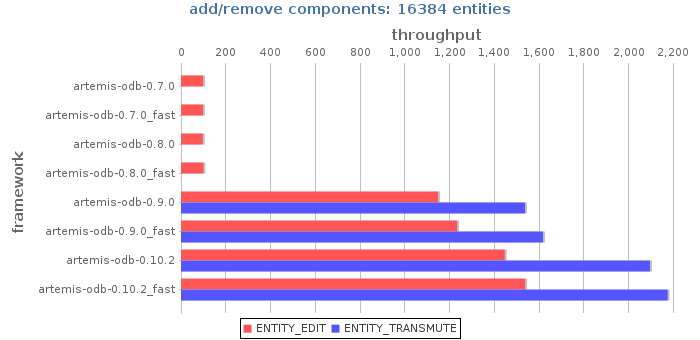 add/remove components: 16384 entities
throughput
0 200 400 600 800 1,000 1,200 1,400 1,600 1,800 2,000 2,200
framework
artemis-odb-0.7.0
artemis-odb-0.7.0_fast
artemis-odb-0.8.0
artemis-odb-0.8.0_fast
artemis-odb-0.9.0
artemis-odb-0.9.0_fast
artemis-odb-0.10.2
artemis-odb-0.10.2_fast
ENTITY_EDIT ENTITY_TRANSMUTE